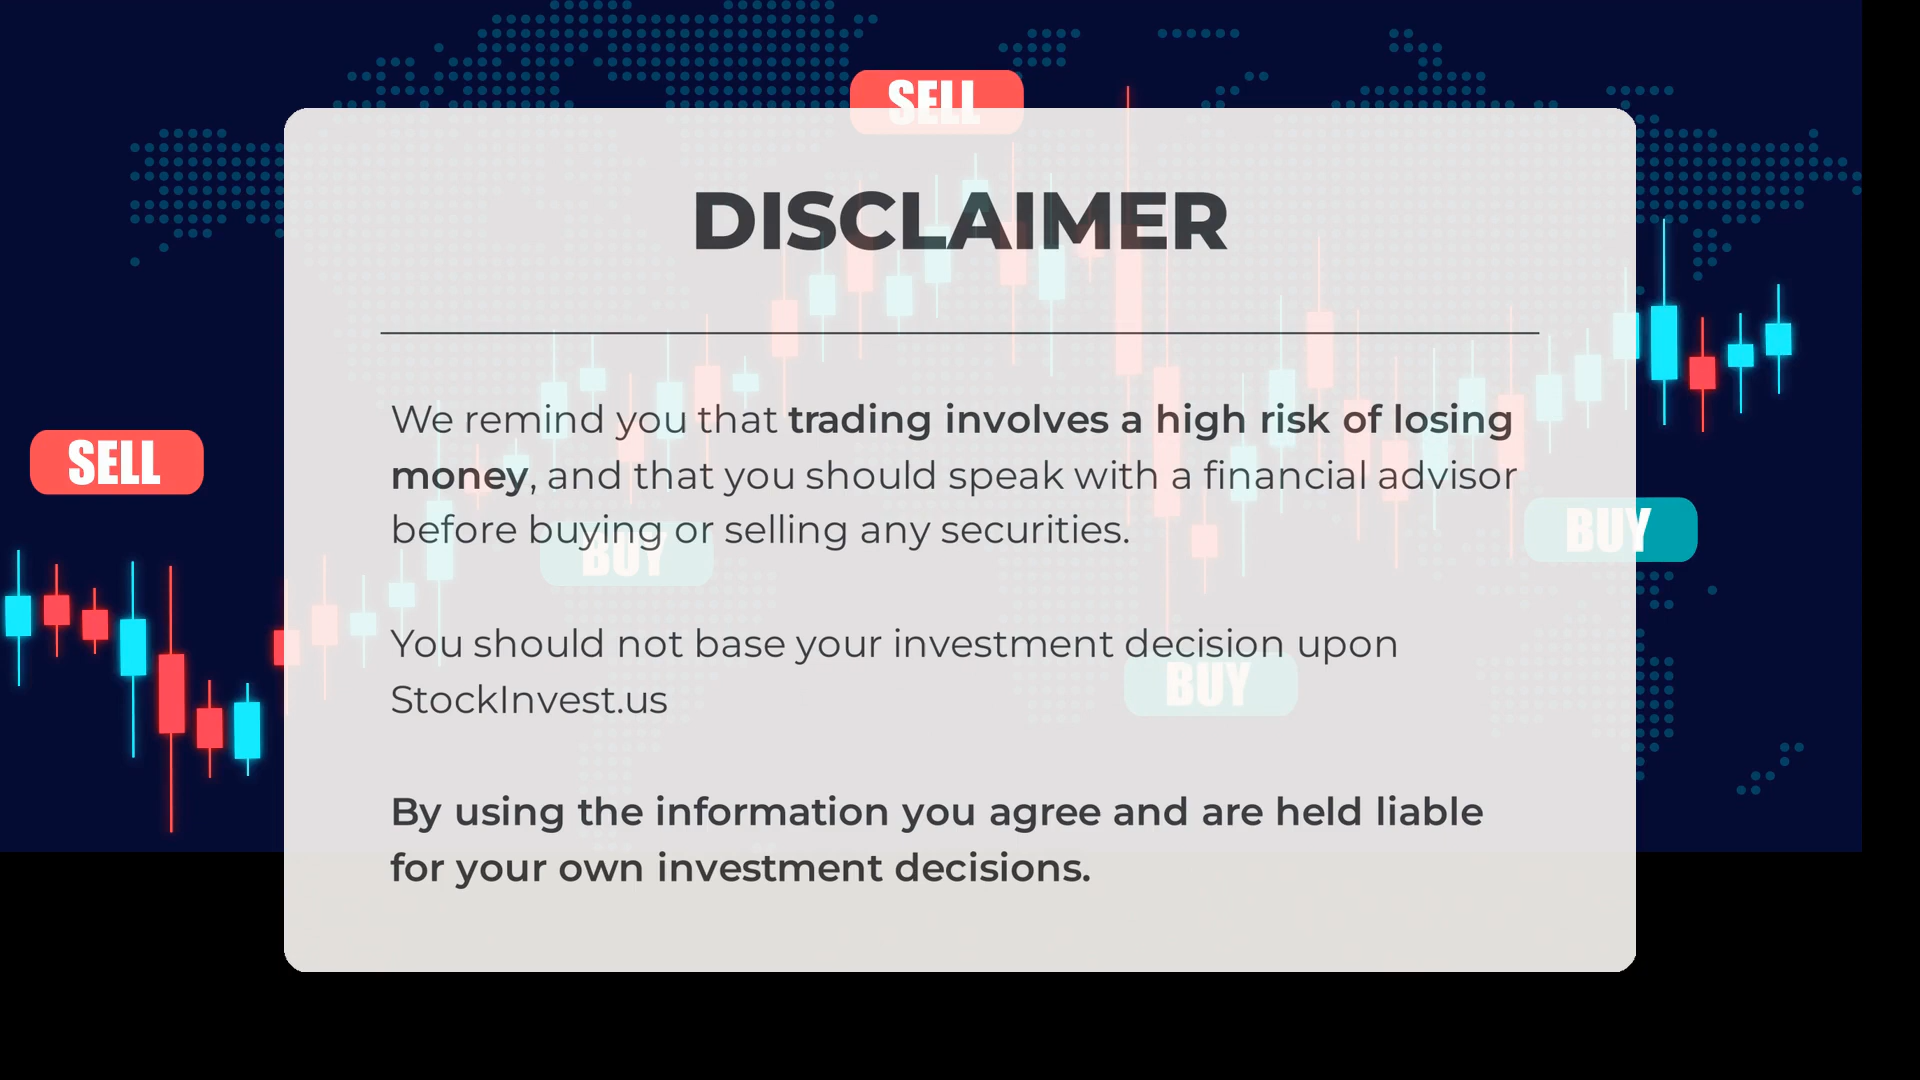 SELL
DISCLAIMER
We remind you that trading involves a high risk of losing
money, and that you should speak with a financial advisor
before buying or selling any securities.
SELL
BUY
BUY
You should not base your investment decision upon
StockInvest.us
BUY
By using the information you agree and are held liable
for your own investment decisions.